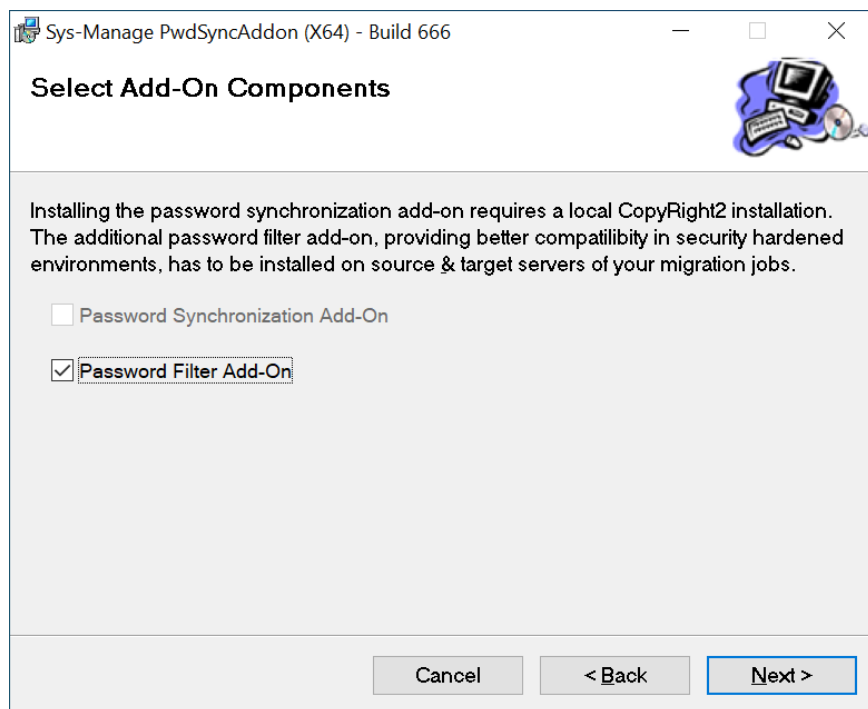 Sys-Manage PwdSyncAddon (X64) - Build 666
Select Add-On Components
Installing the password synchronization add-on requires a local CopyRight2 installation.
The additional password filter add-on, providing better compatilibity in security hardened
environments, has to be installed on source & target servers of your migration jobs.
Password Synchronization Add-On
Password Filter Add-On
Cancel
< Back
Next >